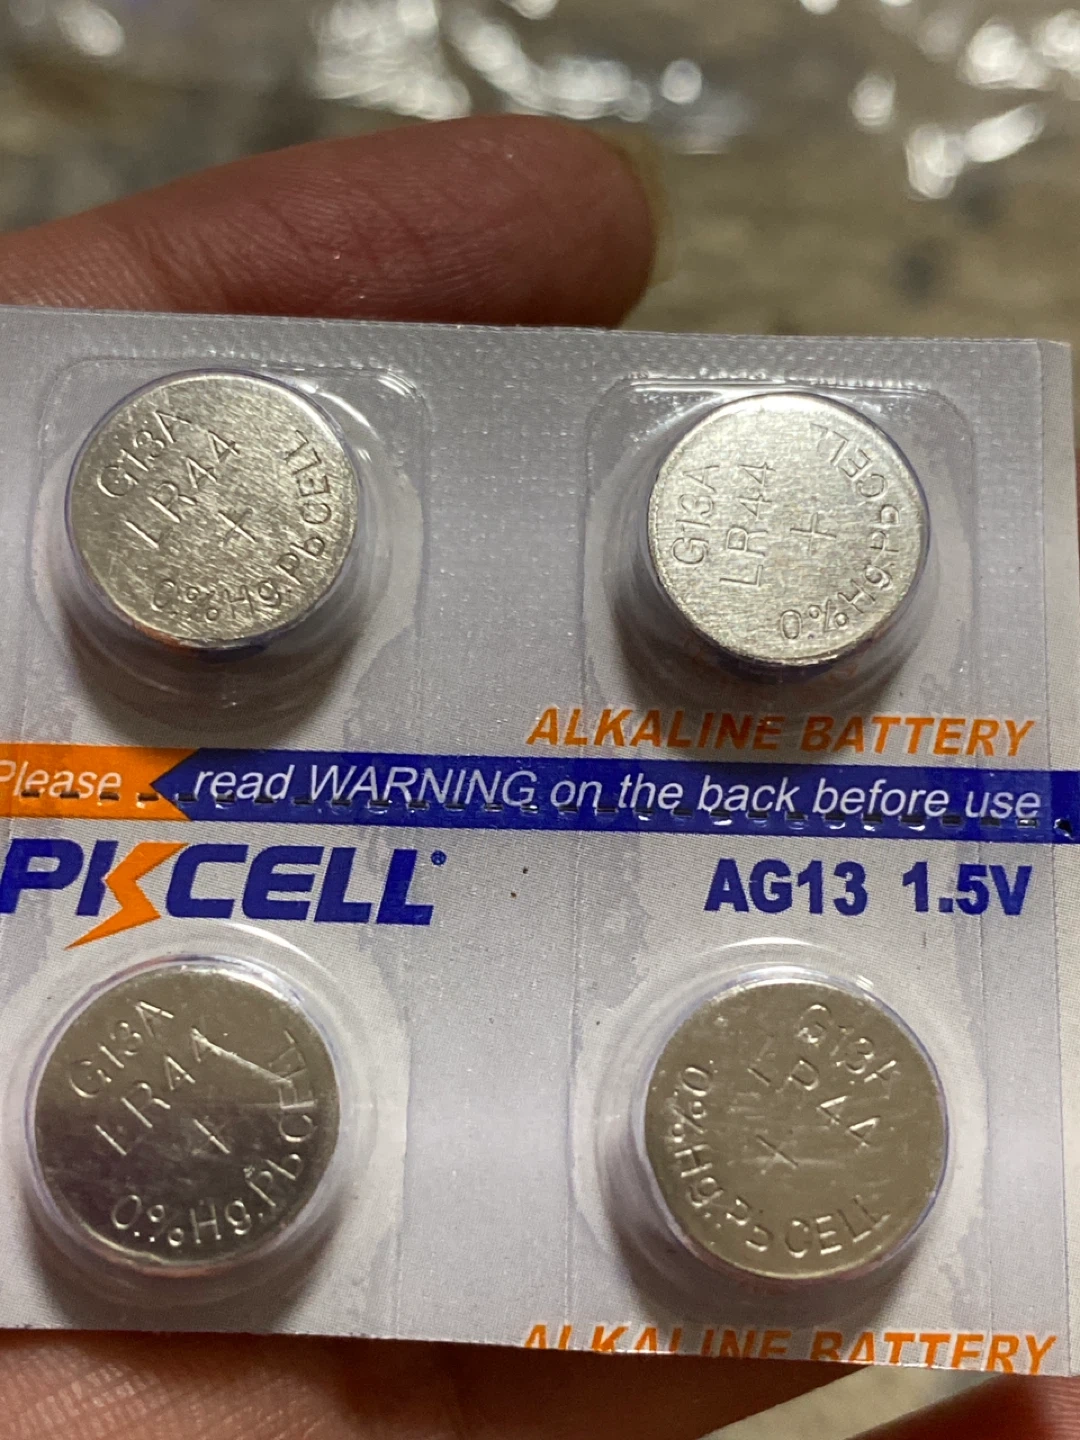 G13A
LR44
+
0.%Hg.Pb CELL
G13A
LR44
+
0%Hg.Pb CELL
ALKALINE BATTERY
Please read WARNING on the back before use
PKCELL
AG13 1.5V
G13A
LR44
+
0.%Hg.Pb CELL
G13A
LR44
+
0.%Hg.Pb CELL
ALKALINE BATTERY